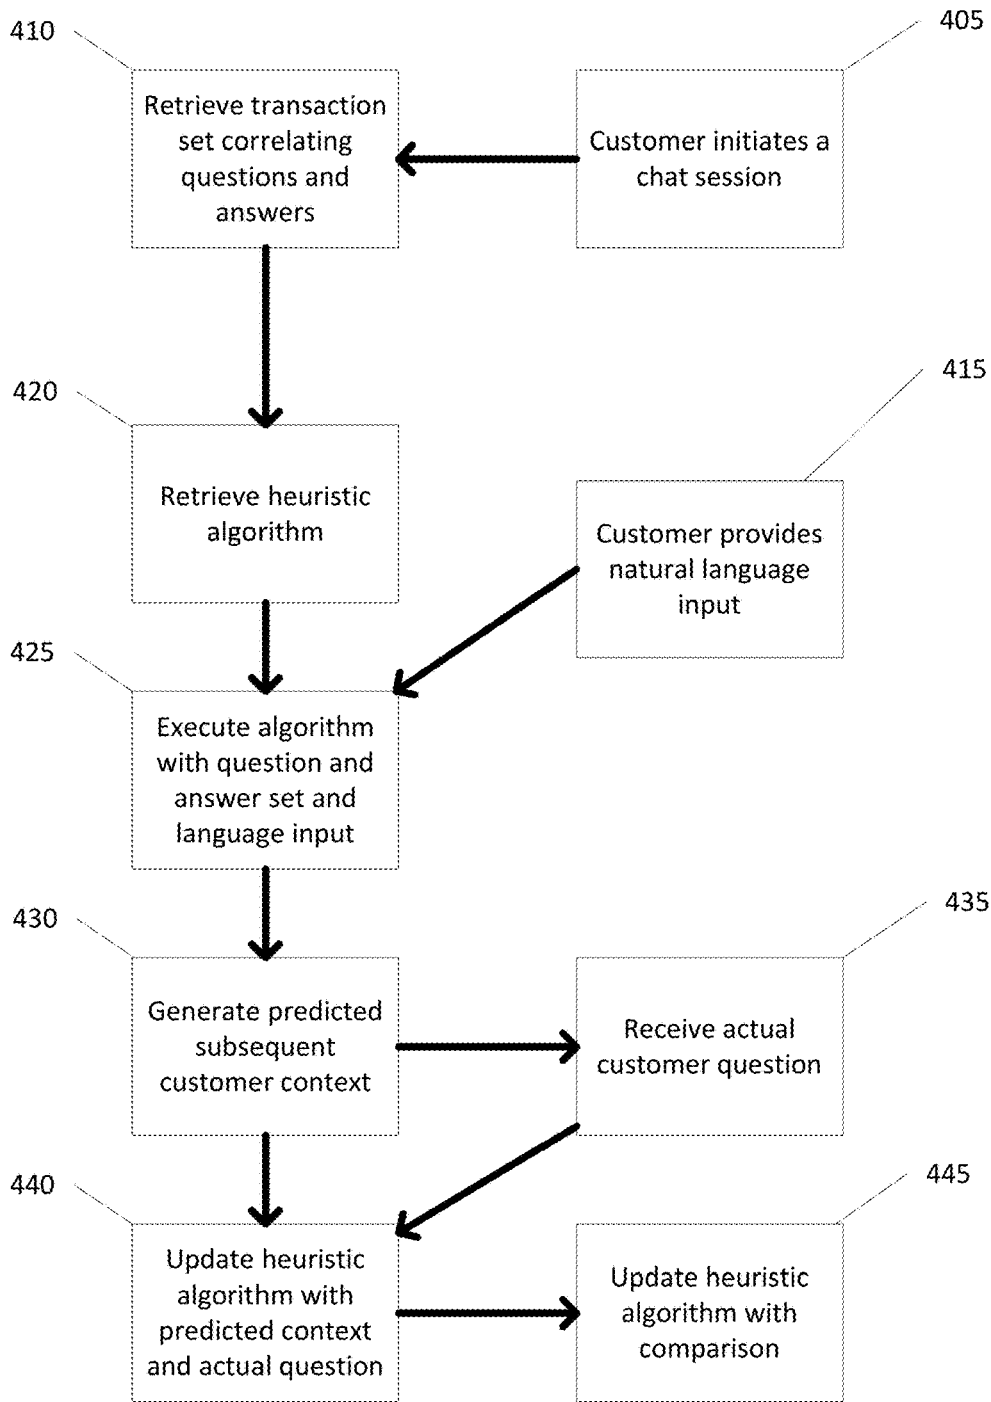 410
405
Retrieve transaction
set correlating
questions and
answers
Customer initiates a
chat session
420
415
Retrieve heuristic
algorithm
Customer provides
natural language
input
425
Execute algorithm
with question and
answer set and
language input
430
435
Generate predicted
subsequent
customer context
Receive actual
customer question
440
445
Update heuristic
algorithm with
predicted context
and actual question
Update heuristic
algorithm with
comparison